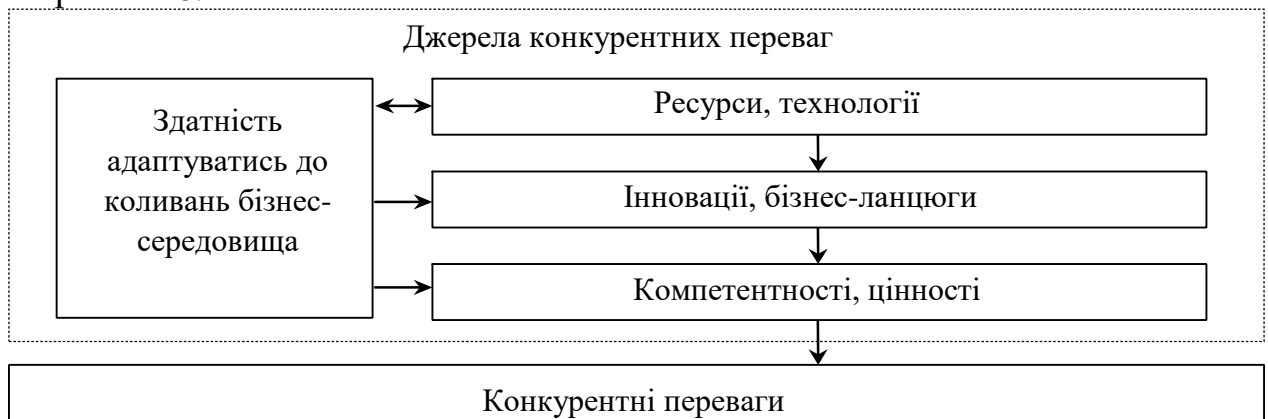 Джерела конкурентних переваг
Здатність
адаптуватись до
коливань бізнес-
середовища
Ресурси, технології
Інновації, бізнес-ланцюги
Компетентності, цінності
Конкурентні переваги